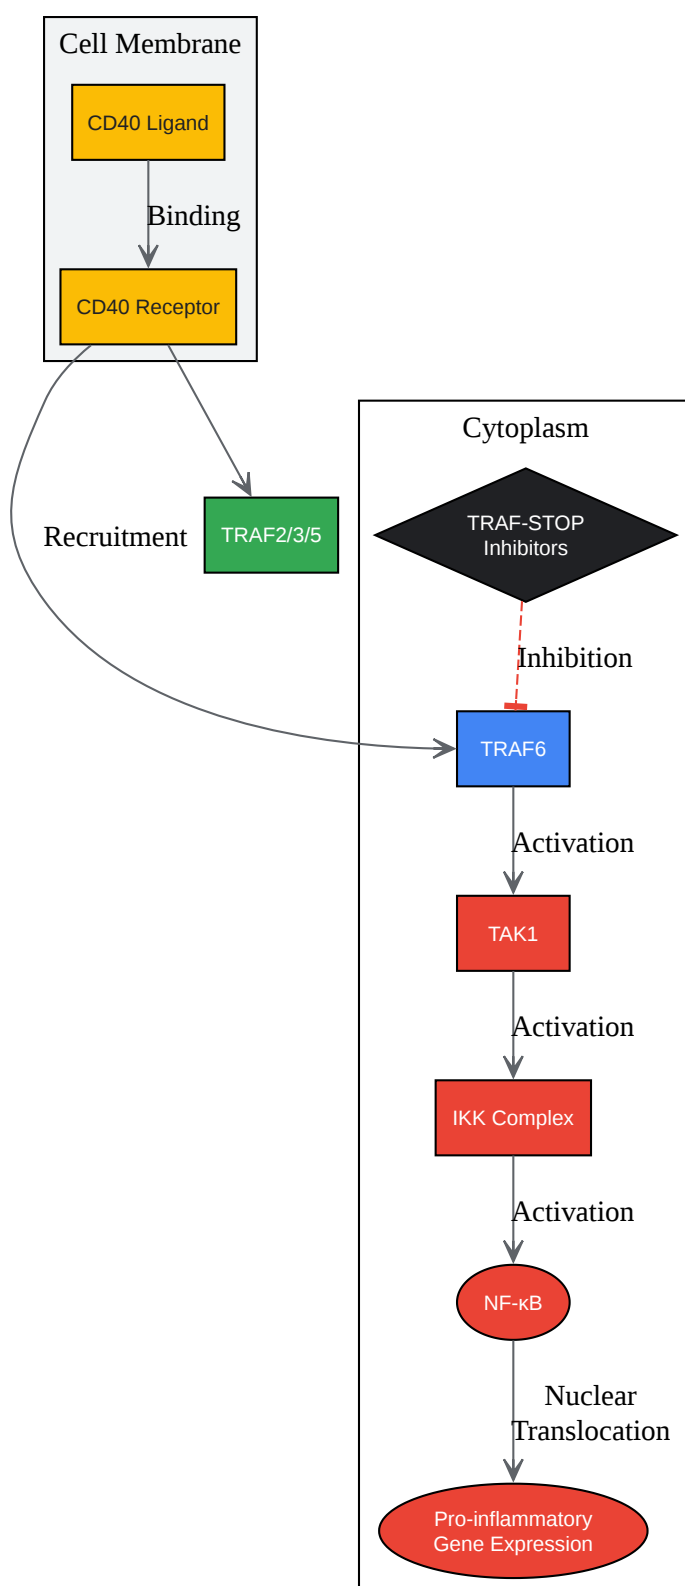 Cell Membrane
CD40 Ligand
Binding
CD40 Receptor
Cytoplasm
TRAF-STOP
Inhibitors
Recruitment
TRAF2/3/5
Inhibition
TRAF6
Activation
TAK1
Activation
IKK Complex
Activation
NF-κB
Nuclear
Translocation
Pro-inflammatory
Gene Expression